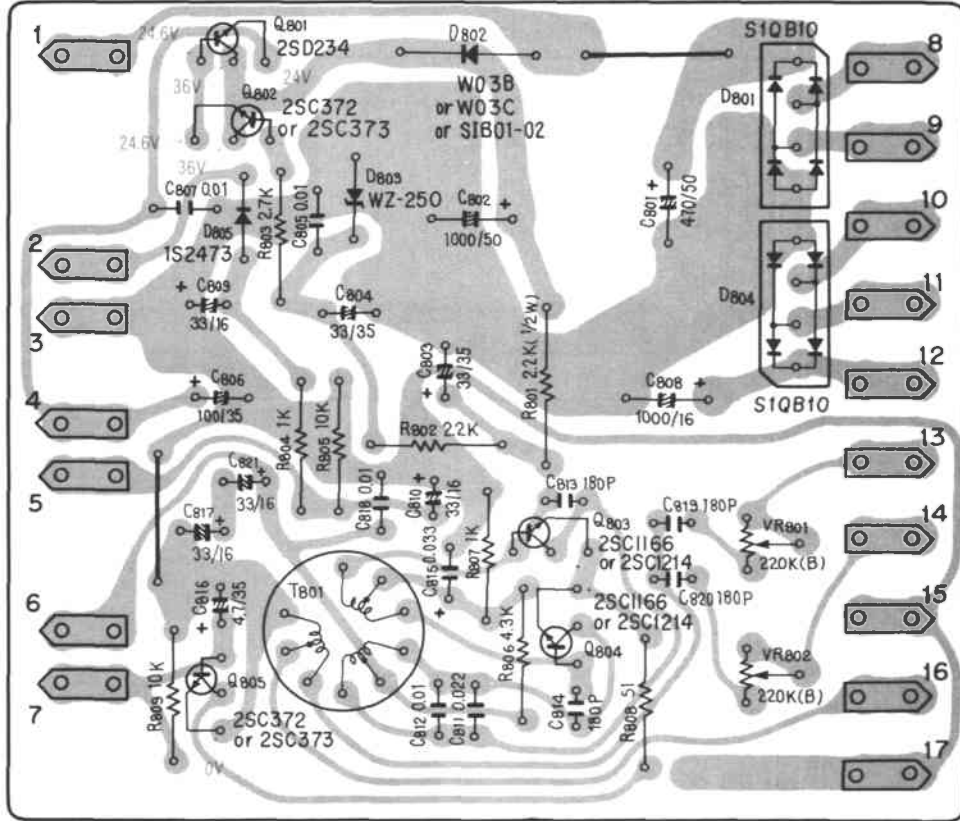 1
24.6V
Q801
2SD234
36V
24V
Q802
2SC372
or 2SC373
24.6V
36V
D802
W03B
or W03C
or SIB01-02
S1QB10
D801
8
9
C807 0.01
D805
1S2473
R803 2.7K
C805 0.01
D803
WZ-250
C802 +
1000/50
C801 +
470/50
10
2
3
+ C809
33/16
C804
33/35
C803
33/35
+
R801 2.2K(1/2W)
D804
S1QB10
11
12
4
5
+ C806
100/35
R804 1K
R805 10K
R802 2.2K
C808 +
1000/16
13
C821 +
33/16
C817 +
33/16
C818 0.01
C810 +
33/16
R807 1K
C813 180P
Q803
2SC1166
or 2SC1214
C819 180P
VR801
220K(B)
14
C820 180P
6
7
C816
4.7/35
+
T801
C815 0.033
+
2SC1166
or 2SC1214
Q804
R806 4.3K
15
VR802
220K(B)
16
R809 10K
Q805
2SC372
or 2SC373
0V
C812 0.01
C811 0.022
C814
180P
R808 51
17